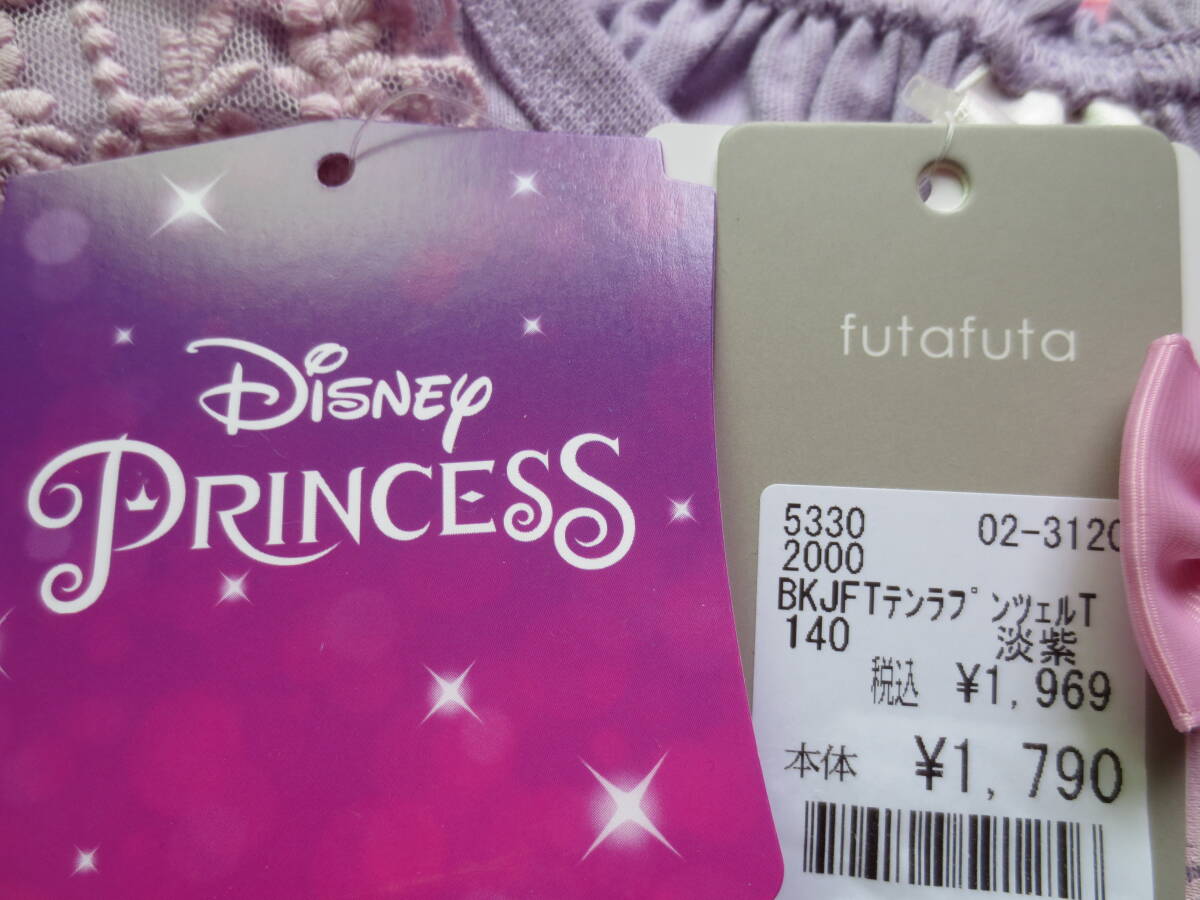 DISNEY
PRINCESS
futafuta
5330 02-3120
2000
BKJFTテンラプンツェルT
140 淡紫
税込 ¥1,969
本体 ¥1,790